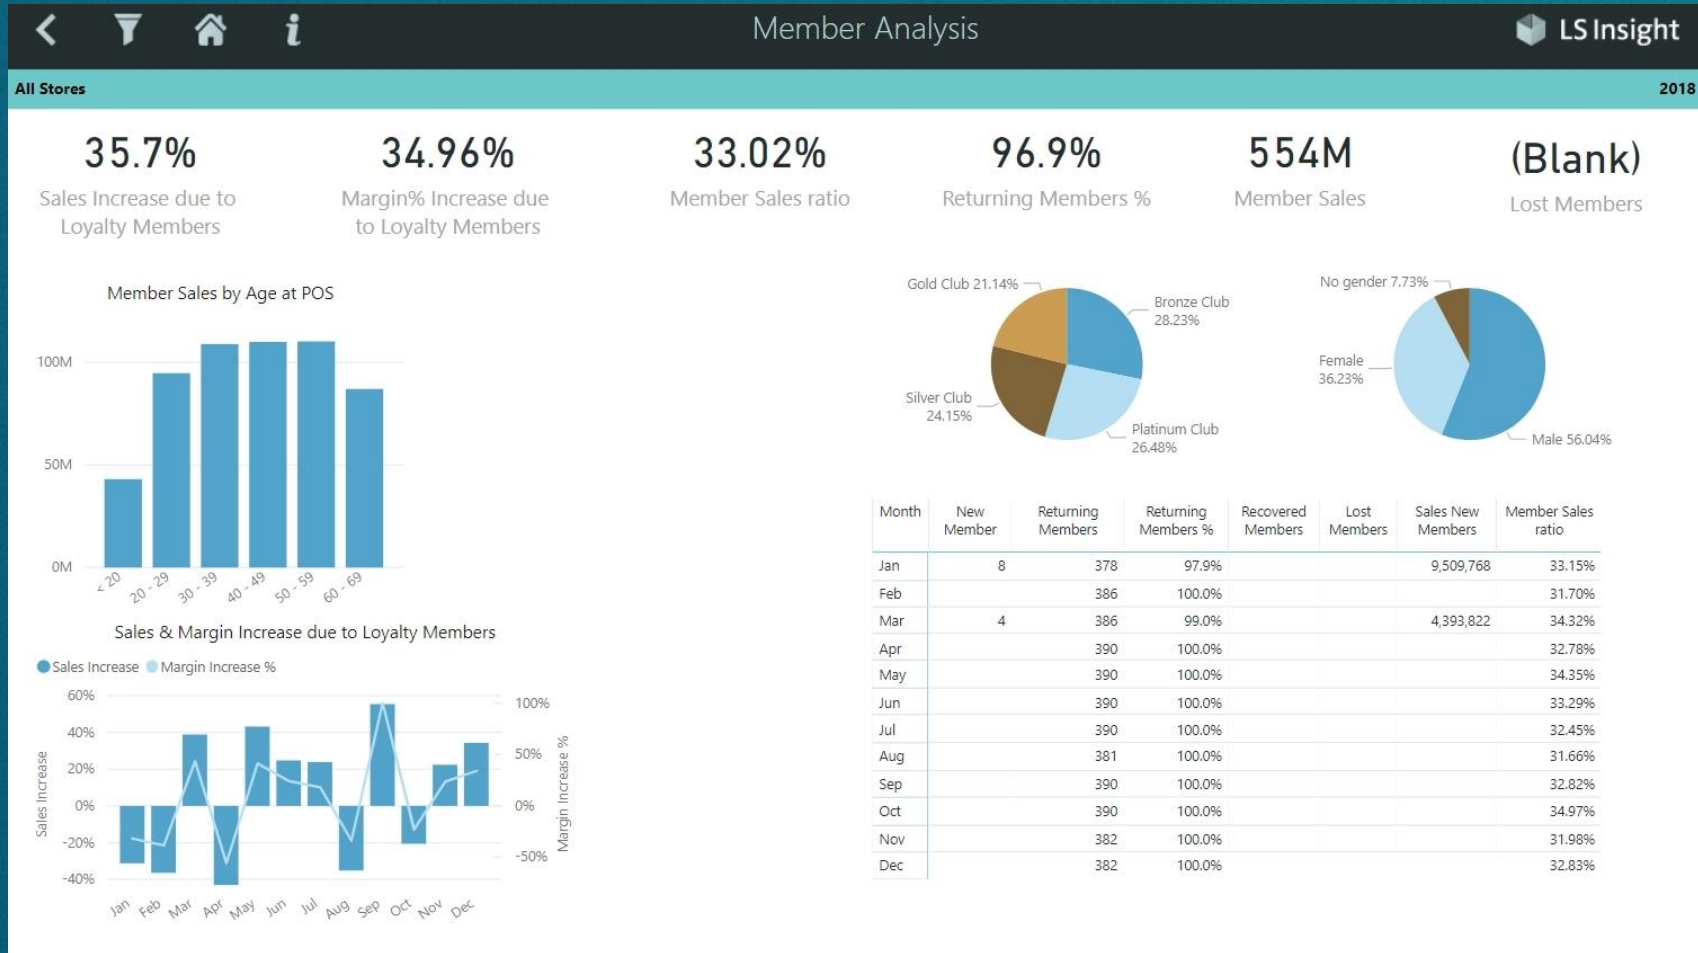 Member Analysis
LS Insight
All Stores
2018
35.7%
Sales Increase due to
Loyalty Members
34.96%
Margin% Increase due
to Loyalty Members
33.02%
Member Sales ratio
96.9%
Returning Members %
554M
Member Sales
(Blank)
Lost Members
Member Sales by Age at POS
100M
50M
0M
< 20
20 - 29
30 - 39
40 - 49
50 - 59
60 - 69
Gold Club 21.14%
Bronze Club
28.23%
Silver Club
24.15%
Platinum Club
26.48%
No gender 7.73%
Female
36.23%
Male 56.04%
Sales & Margin Increase due to Loyalty Members
Sales Increase Margin Increase %
60%
40%
20%
0%
-20%
-40%
Sales Increase
100%
50%
0%
-50%
Margin Increase %
Jan Feb Mar Apr May Jun Jul Aug Sep Oct Nov Dec
Month New Member Returning Members Returning Members % Recovered Members Lost Members Sales New Members Member Sales ratio
Jan 8 378 97.9% 9,509,768 33.15%
Feb 386 100.0% 31.70%
Mar 4 386 99.0% 4,393,822 34.32%
Apr 390 100.0% 32.78%
May 390 100.0% 34.35%
Jun 390 100.0% 33.29%
Jul 390 100.0% 32.45%
Aug 381 100.0% 31.66%
Sep 390 100.0% 32.82%
Oct 390 100.0% 34.97%
Nov 382 100.0% 31.98%
Dec 382 100.0% 32.83%